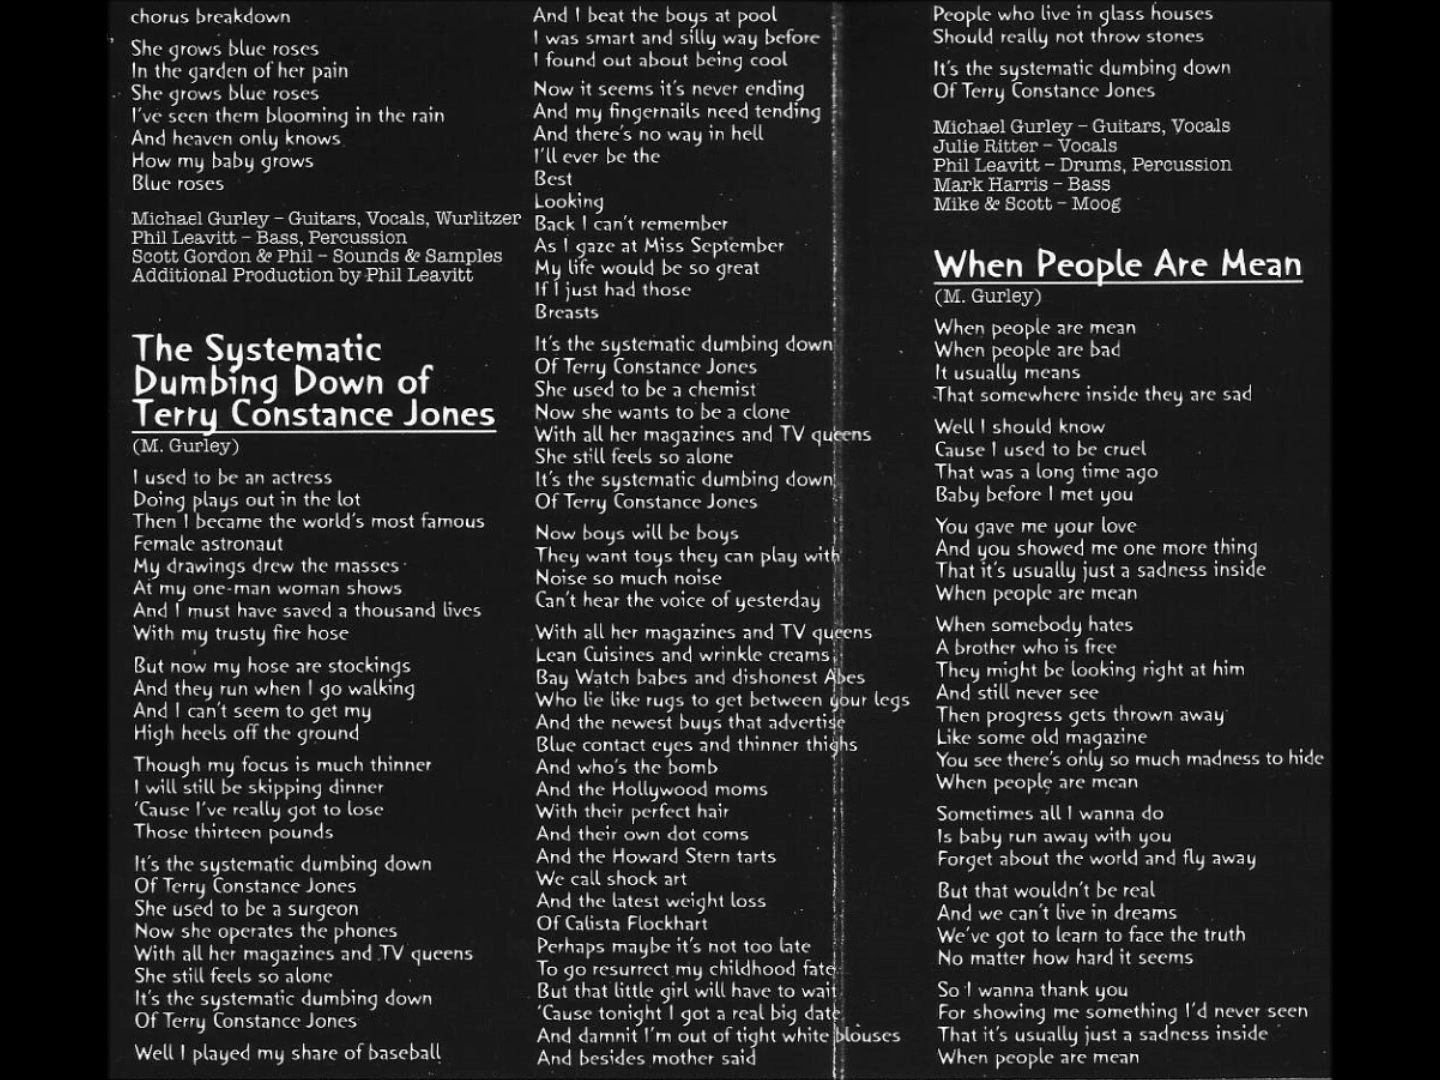 chorus breakdown
She grows blue roses
In the garden of her pain
She grows blue roses
I've seen them blooming in the rain
And heaven only knows
How my baby grows
Blue roses
Michael Gurley – Guitars, Vocals, Wurlitzer
Phil Leavitt – Bass, Percussion
Scott Gordon & Phil – Sounds & Samples
Additional Production by Phil Leavitt
The Systematic
Dumbing Down of
Terry Constance Jones
(M. Gurley)
I used to be an actress
Doing plays out in the lot
Then I became the world's most famous
Female astronaut
My drawings drew the masses
At my one-man woman shows
And I must have saved a thousand lives
With my trusty fire hose
But now my hose are stockings
And they run when I go walking
And I can't seem to get my
High heels off the ground
Though my focus is much thinner
I will still be skipping dinner
'Cause I've really got to lose
Those thirteen pounds
It's the systematic dumbing down
Of Terry Constance Jones
She used to be a surgeon
Now she operates the phones
With all her magazines and TV queens
She still feels so alone
It's the systematic dumbing down
Of Terry Constance Jones
Well I played my share of baseball
And I beat the boys at pool
I was smart and silly way before
I found out about being cool
Now it seems it's never ending
And my fingernails need tending
And there's no way in hell
I'll ever be the
Best
Looking
Back I can't remember
As I gaze at Miss September
My life would be so great
If I just had those
Breasts
It's the systematic dumbing down
Of Terry Constance Jones
She used to be a chemist
Now she wants to be a clone
With all her magazines and TV queens
She still feels so alone
It's the systematic dumbing down
Of Terry Constance Jones
Now boys will be boys
They want toys they can play with
Noise so much noise
Can't hear the voice of yesterday
With all her magazines and TV queens
Lean Cuisines and wrinkle creams
Bay Watch babes and dishonest Abes
Who lie like rugs to get between your legs
And the newest buys that advertise
Blue contact eyes and thinner thighs
And who's the bomb
And the Hollywood moms
With their perfect hair
And their own dot coms
And the Howard Stern tarts
We call shock art
And the latest weight loss
Of Calista Flockhart
Perhaps maybe it's not too late
To go resurrect my childhood fate
But that little girl will have to wait
'Cause tonight I got a real big date
And damnit I'm out of tight white blouses
And besides mother said
People who live in glass houses
Should really not throw stones
It's the systematic dumbing down
Of Terry Constance Jones
Michael Gurley – Guitars, Vocals
Julie Ritter – Vocals
Phil Leavitt – Drums, Percussion
Mark Harris – Bass
Mike & Scott – Moog
When People Are Mean
(M. Gurley)
When people are mean
When people are bad
It usually means
That somewhere inside they are sad
Well I should know
Cause I used to be cruel
That was a long time ago
Baby before I met you
You gave me your love
And you showed me one more thing
That it's usually just a sadness inside
When people are mean
When somebody hates
A brother who is free
They might be looking right at him
And still never see
Then progress gets thrown away
Like some old magazine
You see there's only so much madness to hide
When people are mean
Sometimes all I wanna do
Is baby run away with you
Forget about the world and fly away
But that wouldn't be real
And we can't live in dreams
We've got to learn to face the truth
No matter how hard it seems
So I wanna thank you
For showing me something I'd never seen
That it's usually just a sadness inside
When people are mean